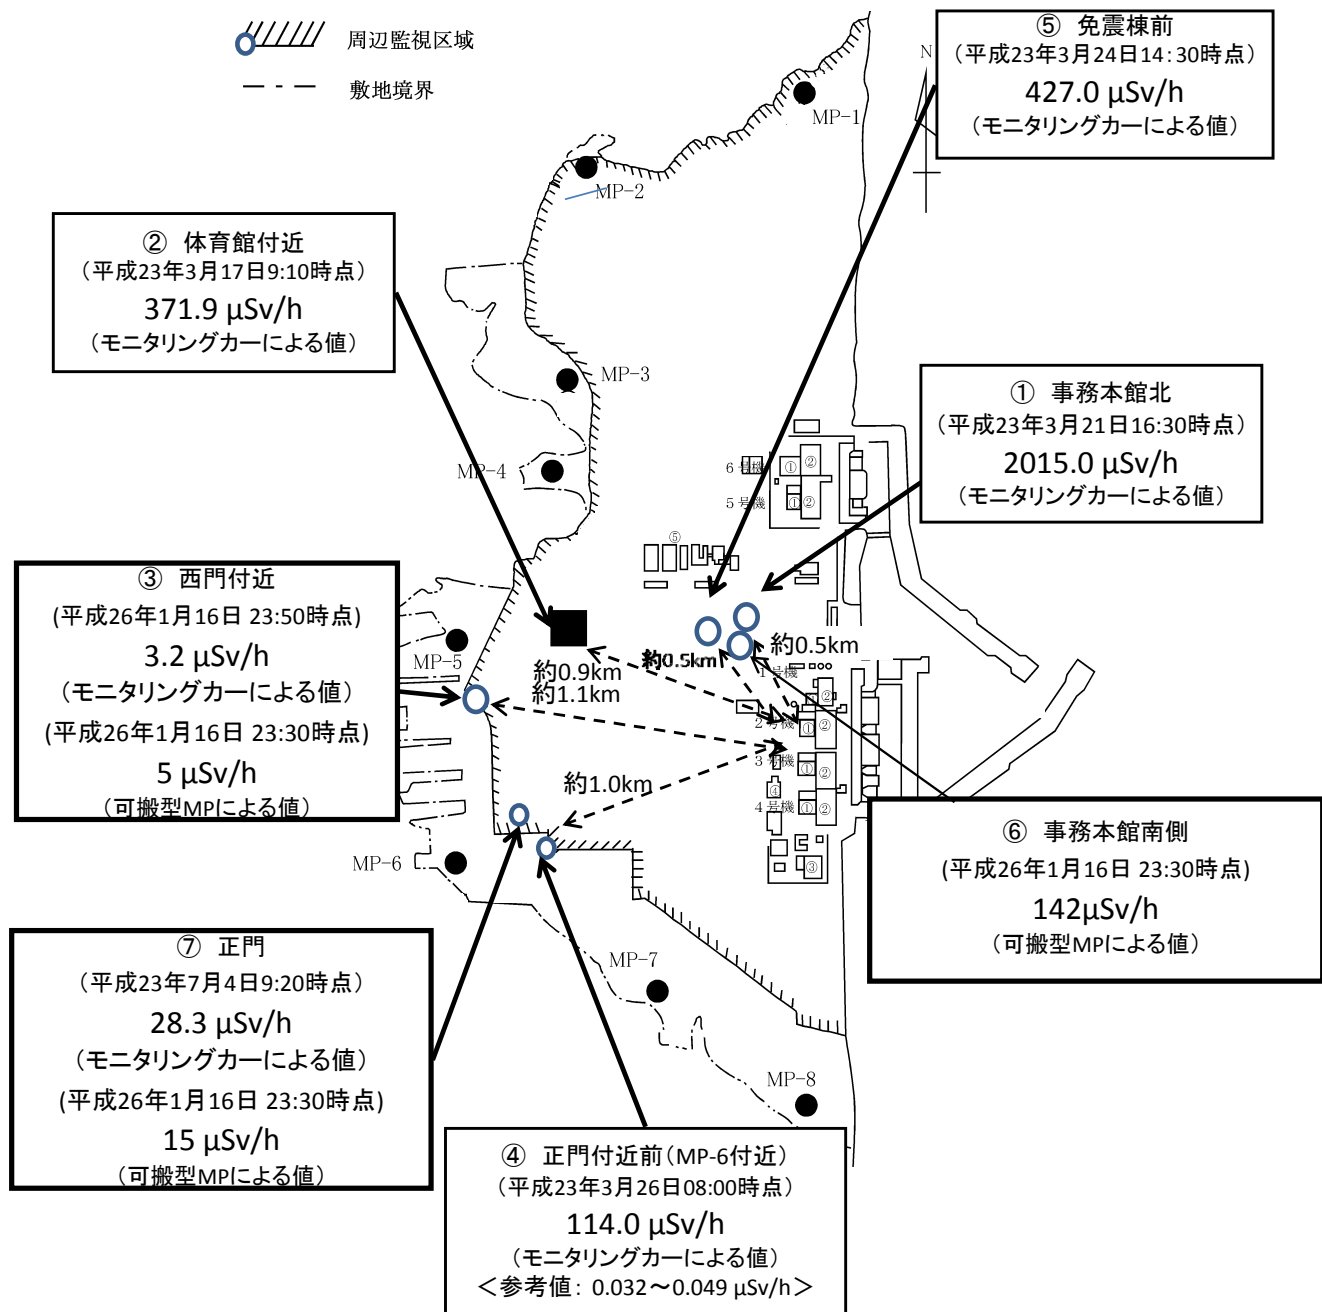 周辺監視区域
敷地境界
⑤ 免震棟前
（平成23年3月24日14：30時点）
427.0 μSv/h
（モニタリングカーによる値）
N
MP-1
MP-2
② 体育館付近
（平成23年3月17日9:10時点）
371.9 μSv/h
（モニタリングカーによる値）
MP-3
MP-4
① 事務本館北
（平成23年3月21日16:30時点）
2015.0 μSv/h
（モニタリングカーによる値）
6号機
① ②
5号機
① ②
⑤
③ 西門付近
(平成26年1月16日 23:50時点)
3.2 μSv/h
（モニタリングカーによる値）
(平成26年1月16日 23:30時点)
5 μSv/h
（可搬型MPによる値）
MP-5
約0.9km
約1.1km
約0.5km
約0.5km
1号機
②
2号機
① ②
3号機
① ②
約1.0km
④
4号機
① ②
③
MP-6
⑥ 事務本館南側
(平成26年1月16日 23:30時点)
142μSv/h
（可搬型MPによる値）
⑦ 正門
（平成23年7月4日9:20時点）
28.3 μSv/h
（モニタリングカーによる値）
(平成26年1月16日 23:30時点)
15 μSv/h
（可搬型MPによる値）
MP-7
MP-8
④ 正門付近前（MP-6付近）
（平成23年3月26日08:00時点）
114.0 μSv/h
（モニタリングカーによる値）
＜参考値： 0.032～0.049 μSv/h＞